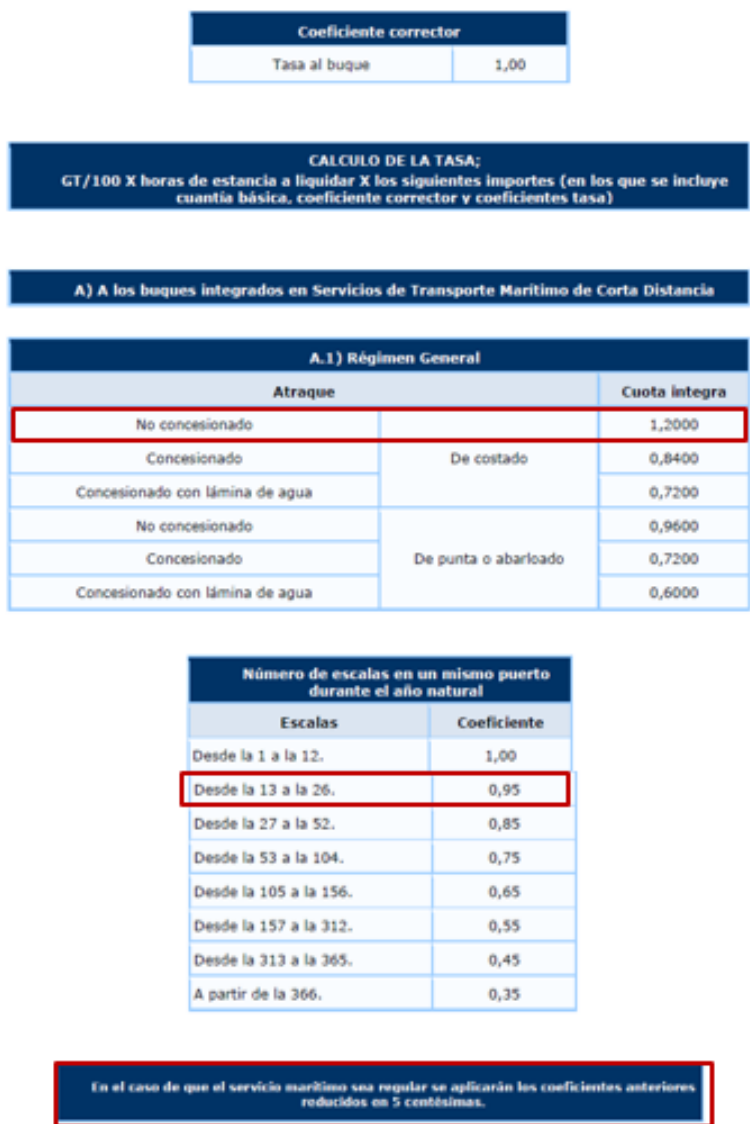 Coeficiente corrector
Tasa al buque 1,00
CALCULO DE LA TASA;
GT/100 X horas de estancia a liquidar X los siguientes importes (en los que se incluye
cuantía básica, coeficiente corrector y coeficientes tasa)
A) A los buques integrados en Servicios de Transporte Marítimo de Corta Distancia
A.1) Régimen General
Atraque Cuota integra
No concesionado 1,2000
Concesionado De costado 0,8400
Concesionado con lámina de agua 0,7200
No concesionado 0,9600
Concesionado De punta o abarloado 0,7200
Concesionado con lámina de agua 0,6000
Número de escalas en un mismo puerto
durante el año natural
Escalas Coeficiente
Desde la 1 a la 12. 1,00
Desde la 13 a la 26. 0,95
Desde la 27 a la 52. 0,85
Desde la 53 a la 104. 0,75
Desde la 105 a la 156. 0,65
Desde la 157 a la 312. 0,55
Desde la 313 a la 365. 0,45
A partir de la 366. 0,35
En el caso de que el servicio marítimo sea regular se aplicarán los coeficientes anteriores
reducidos en 5 centésimas.